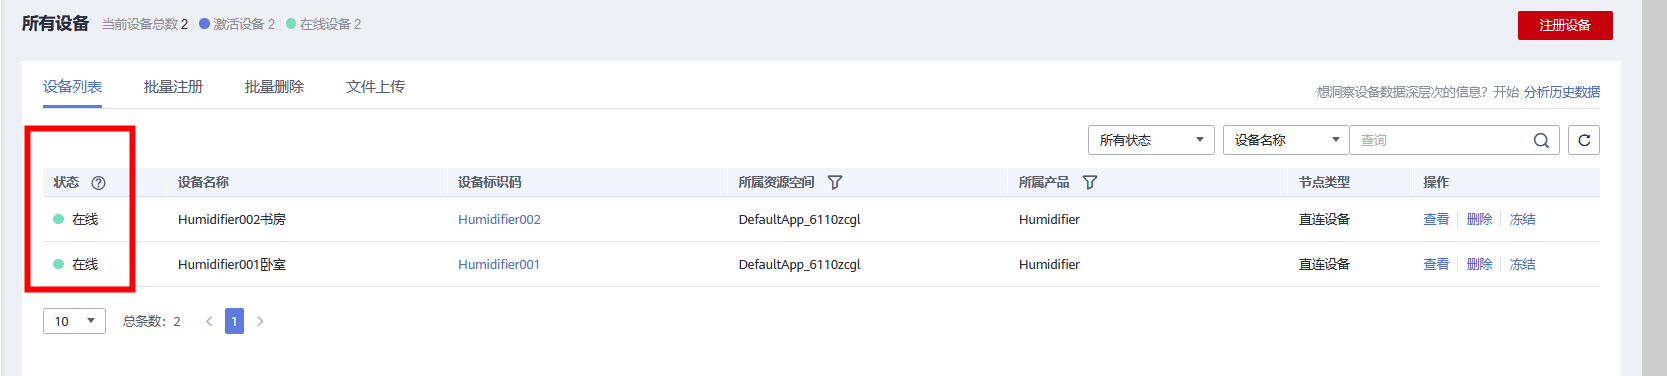 所有设备 当前设备总数 2 激活设备 2 在线设备 2 注册设备
设备列表 批量注册 批量删除 文件上传
想洞察设备数据深层次的信息？开始 分析历史数据
所有状态 设备名称 查询
状态 设备名称 设备标识码 所属资源空间 所属产品 节点类型 操作
在线 Humidifier002书房 Humidifier002 DefaultApp_6110zcgl Humidifier 直连设备 查看 删除 冻结
在线 Humidifier001卧室 Humidifier001 DefaultApp_6110zcgl Humidifier 直连设备 查看 删除 冻结
10 总条数：2 1